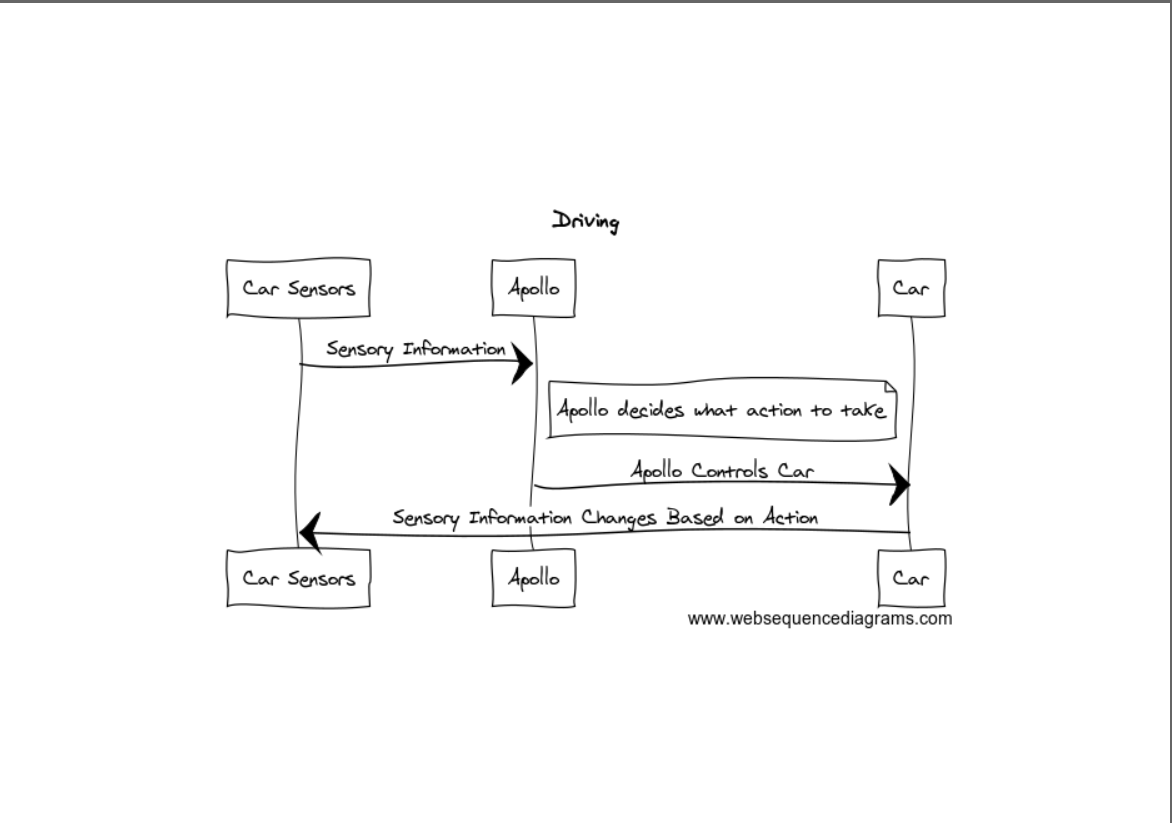 Driving
Car Sensors
Apollo
Car
Sensory Information
Apollo decides what action to take
Apollo Controls Car
Sensory Information Changes Based on Action
Car Sensors
Apollo
Car
www.websequencediagrams.com